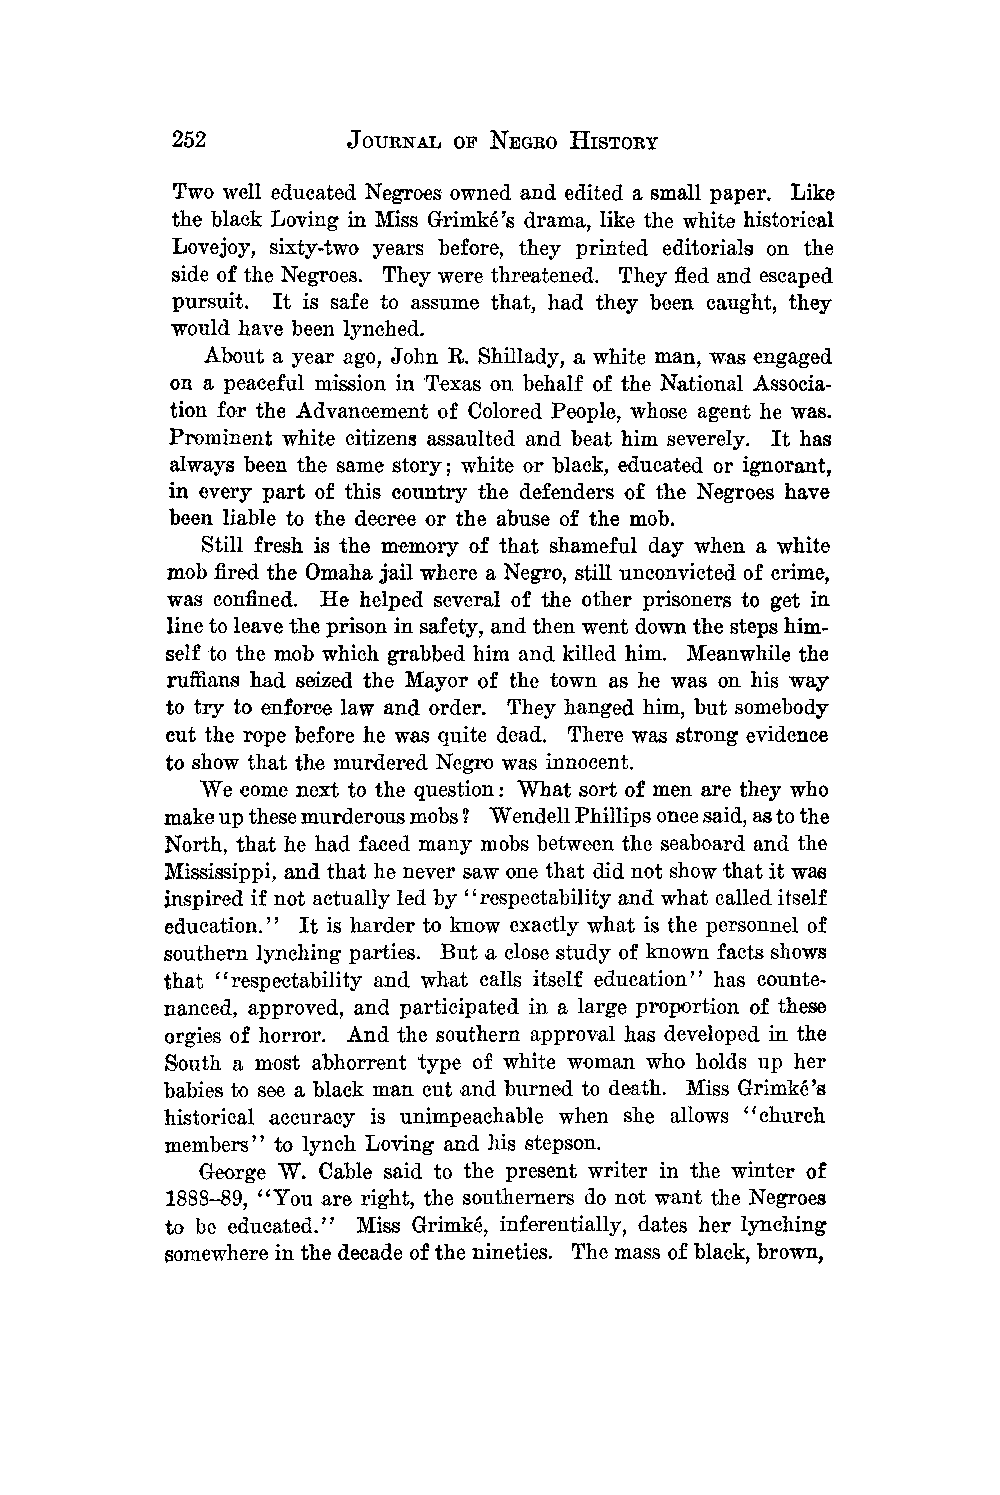 252 JOURNAL OF NEGRO HISTORY
Two well educated Negroes owned and edited a small paper. Like
the black Loving in Miss Grimké's drama, like the white historical
Lovejoy, sixty-two years before, they printed editorials on the
side of the Negroes. They were threatened. They fled and escaped
pursuit. It is safe to assume that, had they been caught, they
would have been lynched.
About a year ago, John R. Shillady, a white man, was engaged
on a peaceful mission in Texas on behalf of the National Associa-
tion for the Advancement of Colored People, whose agent he was.
Prominent white citizens assaulted and beat him severely. It has
always been the same story; white or black, educated or ignorant,
in every part of this country the defenders of the Negroes have
been liable to the decree or the abuse of the mob.
Still fresh is the memory of that shameful day when a white
mob fired the Omaha jail where a Negro, still unconvicted of crime,
was confined. He helped several of the other prisoners to get in
line to leave the prison in safety, and then went down the steps him-
self to the mob which grabbed him and killed him. Meanwhile the
ruffians had seized the Mayor of the town as he was on his way
to try to enforce law and order. They hanged him, but somebody
cut the rope before he was quite dead. There was strong evidence
to show that the murdered Negro was innocent.
We come next to the question: What sort of men are they who
make up these murderous mobs? Wendell Phillips once said, as to the
North, that he had faced many mobs between the seaboard and the
Mississippi, and that he never saw one that did not show that it was
inspired if not actually led by "respectability and what called itself
education." It is harder to know exactly what is the personnel of
southern lynching parties. But a close study of known facts shows
that "respectability and what calls itself education" has counte-
nanced, approved, and participated in a large proportion of these
orgies of horror. And the southern approval has developed in the
South a most abhorrent type of white woman who holds up her
babies to see a black man cut and burned to death. Miss Grimké's
historical accuracy is unimpeachable when she allows "church
members" to lynch Loving and his stepson.
George W. Cable said to the present writer in the winter of
1888–89, "You are right, the southerners do not want the Negroes
to be educated." Miss Grimké, inferentially, dates her lynching
somewhere in the decade of the nineties. The mass of black, brown,